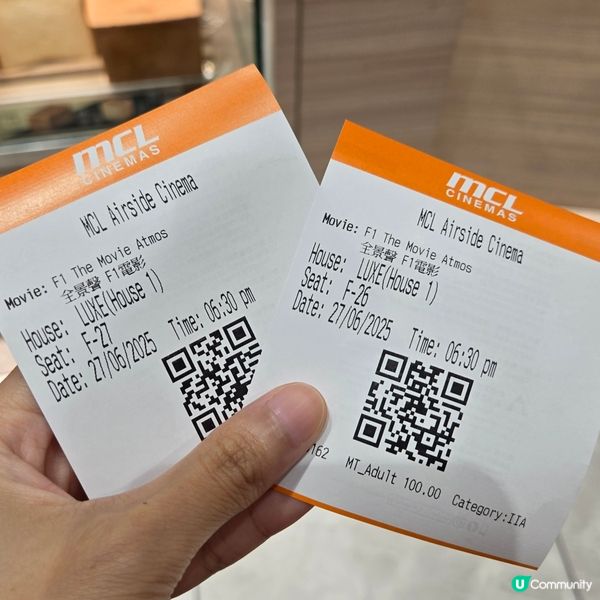 mCL
CINEMAS
MCL Airside Cinema
Movie: F1 The Movie Atmos
全景聲 F1電影
House: LUXE(House 1)
Seat: F-27
Date: 27/06/2025 Time: 06:30 pm
mCL
CINEMAS
MCL Airside Cinema
Movie: F1 The Movie Atmos
全景聲 F1電影
House: LUXE(House 1)
Seat: F-26
Date: 27/06/2025 Time: 06:30 pm
162 MT_Adult 100.00 Category:IIA
U Community